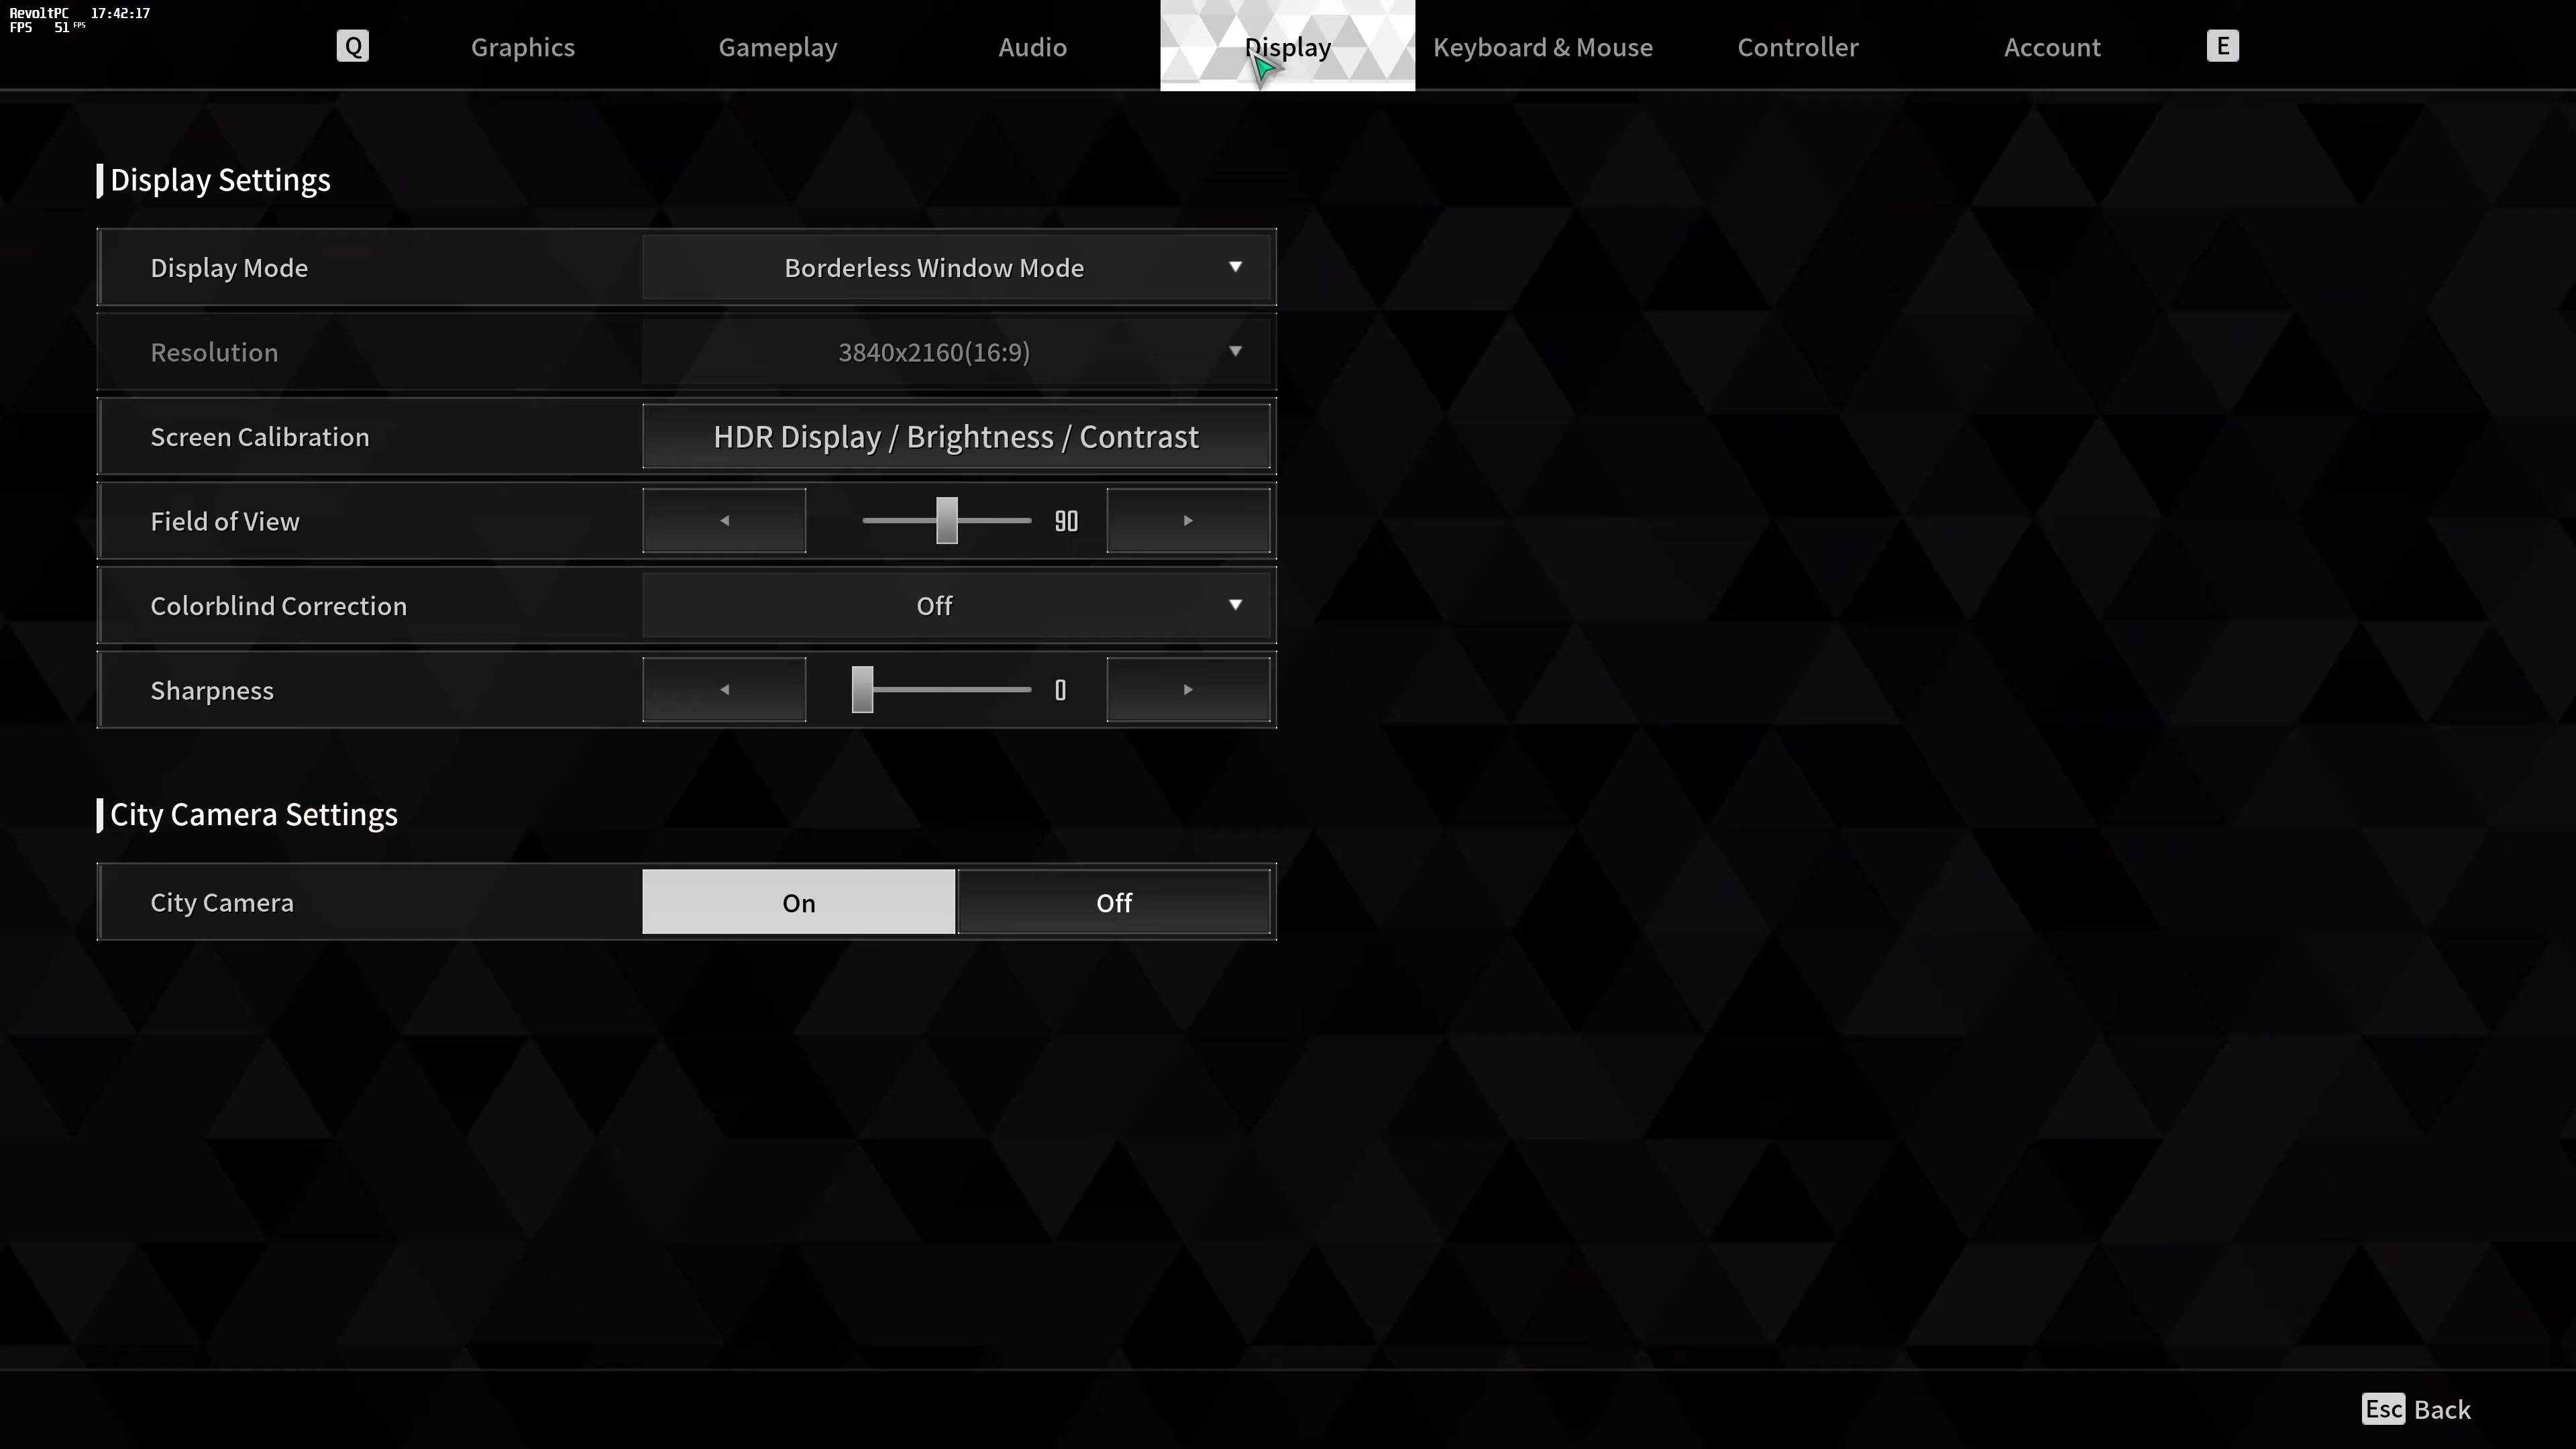 RevoltPC 17:42:17
FPS 51 FPS
Q Graphics Gameplay Audio Display Keyboard & Mouse Controller Account E
Display Settings
Display Mode Borderless Window Mode
Resolution 3840x2160(16:9)
Screen Calibration HDR Display / Brightness / Contrast
Field of View 90
Colorblind Correction Off
Sharpness 0
City Camera Settings
City Camera On Off
Esc Back